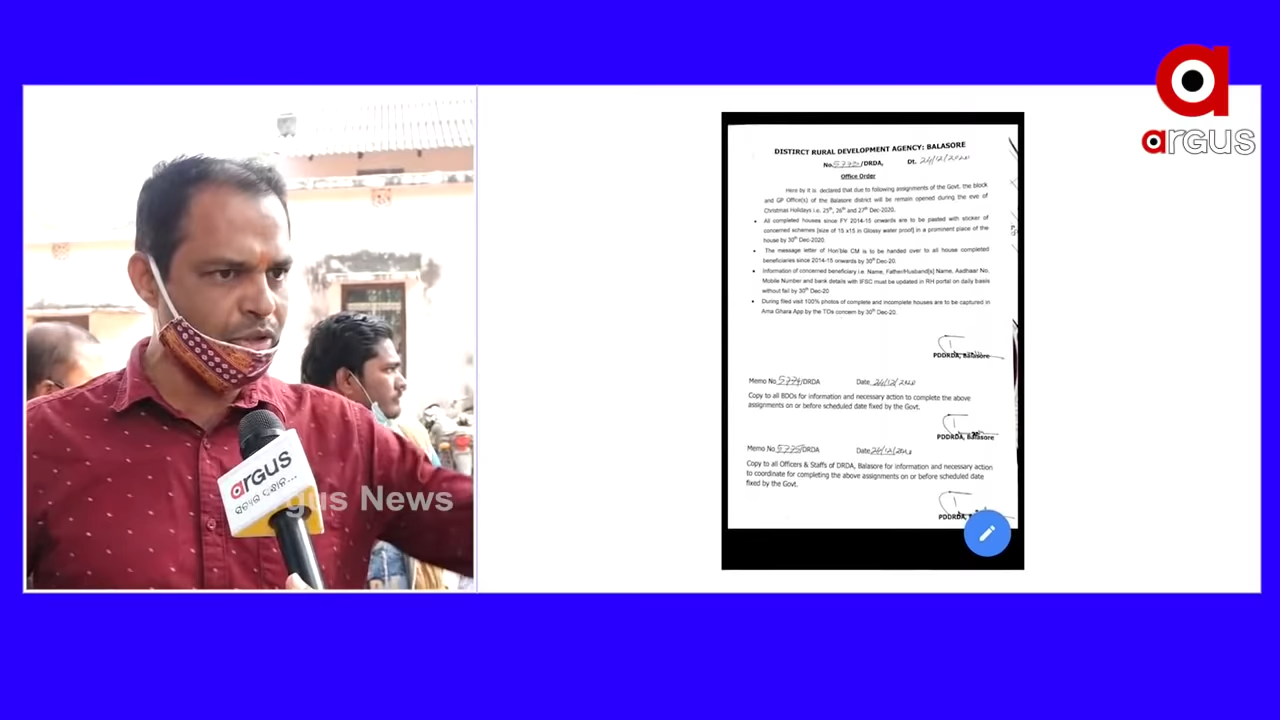 argus
argus
ସତ୍ୟର ସନ୍ଧାନ...
Argus News
DISTIRCT RURAL DEVELOPMENT AGENCY: BALASORE
No. 5773/DRDA, Dt. 24/12/2020
Office Order
Here by it is declared that due to following assignments of the Govt. the block
and GP Office(s) of the Balasore district will be remain opened during the eve of
Christmas Holidays i.e. 25th, 26th and 27th Dec-2020.
• All completed houses since FY 2014-15 onwards are to be pasted with sticker of
concerned schemes [size of 15 x15 in Glossy water proof] in a prominent place of the
house by 30th Dec-2020.
• The message letter of Hon'ble CM is to be handed over to all house completed
beneficiaries since 2014-15 onwards by 30th Dec-20.
• Information of concerned beneficiary i.e. Name, Father/Husband[s] Name, Aadhaar No,
Mobile Number and bank details with IFSC must be updated in RH portal on daily basis
without fail by 30th Dec-20
• During filed visit 100% photos of complete and incomplete houses are to be captured in
Ama Ghara App by the TOs concern by 30th Dec-20.
PDDRDA, Balasore
Memo No. 5774/DRDA Date 24/12/2020
Copy to all BDOs for information and necessary action to complete the above
assignments on or before scheduled date fixed by the Govt.
PDDRDA, Balasore
Memo No. 5775/DRDA Date 24/12/2020
Copy to all Officers & Staffs of DRDA, Balasore for information and necessary action
to coordinate for completing the above assignments on or before scheduled date
fixed by the Govt.
PDDRDA,